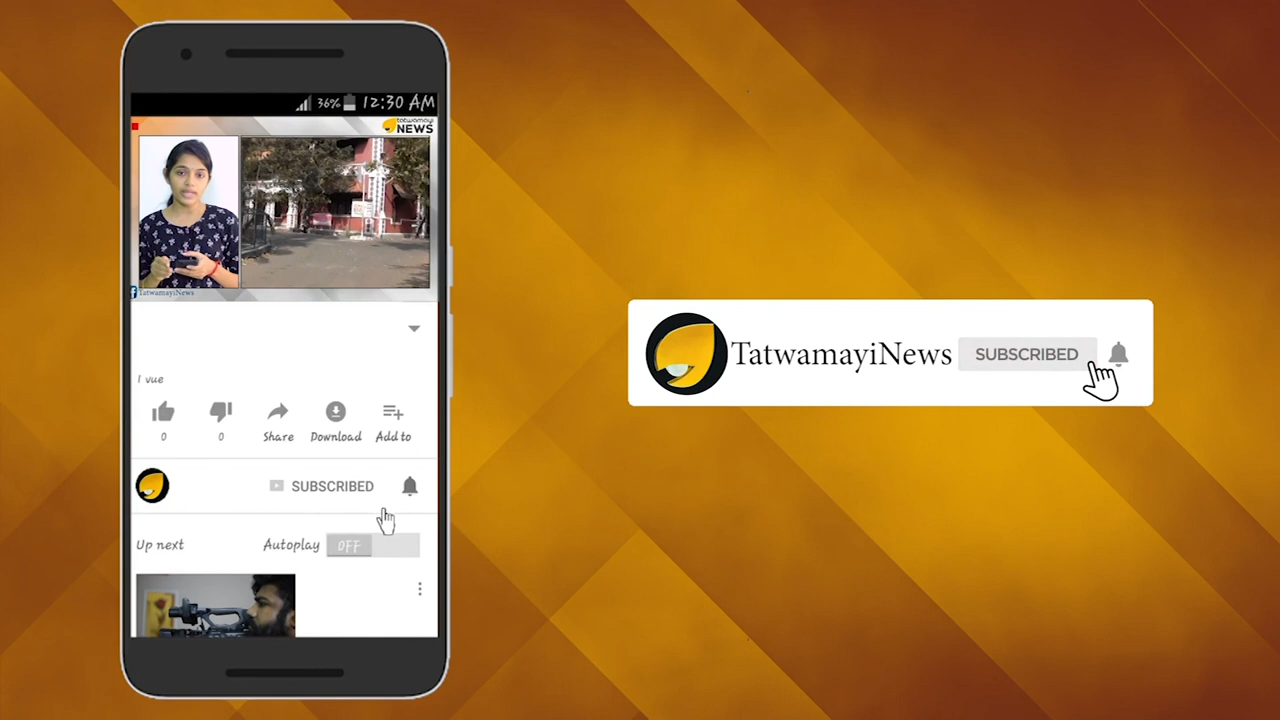 36% 12:30 AM
tatwamayi
NEWS
TatwamayiNews
1 vue
0 0 Share Download Add to
SUBSCRIBED
Up next Autoplay OFF
TatwamayiNews SUBSCRIBED